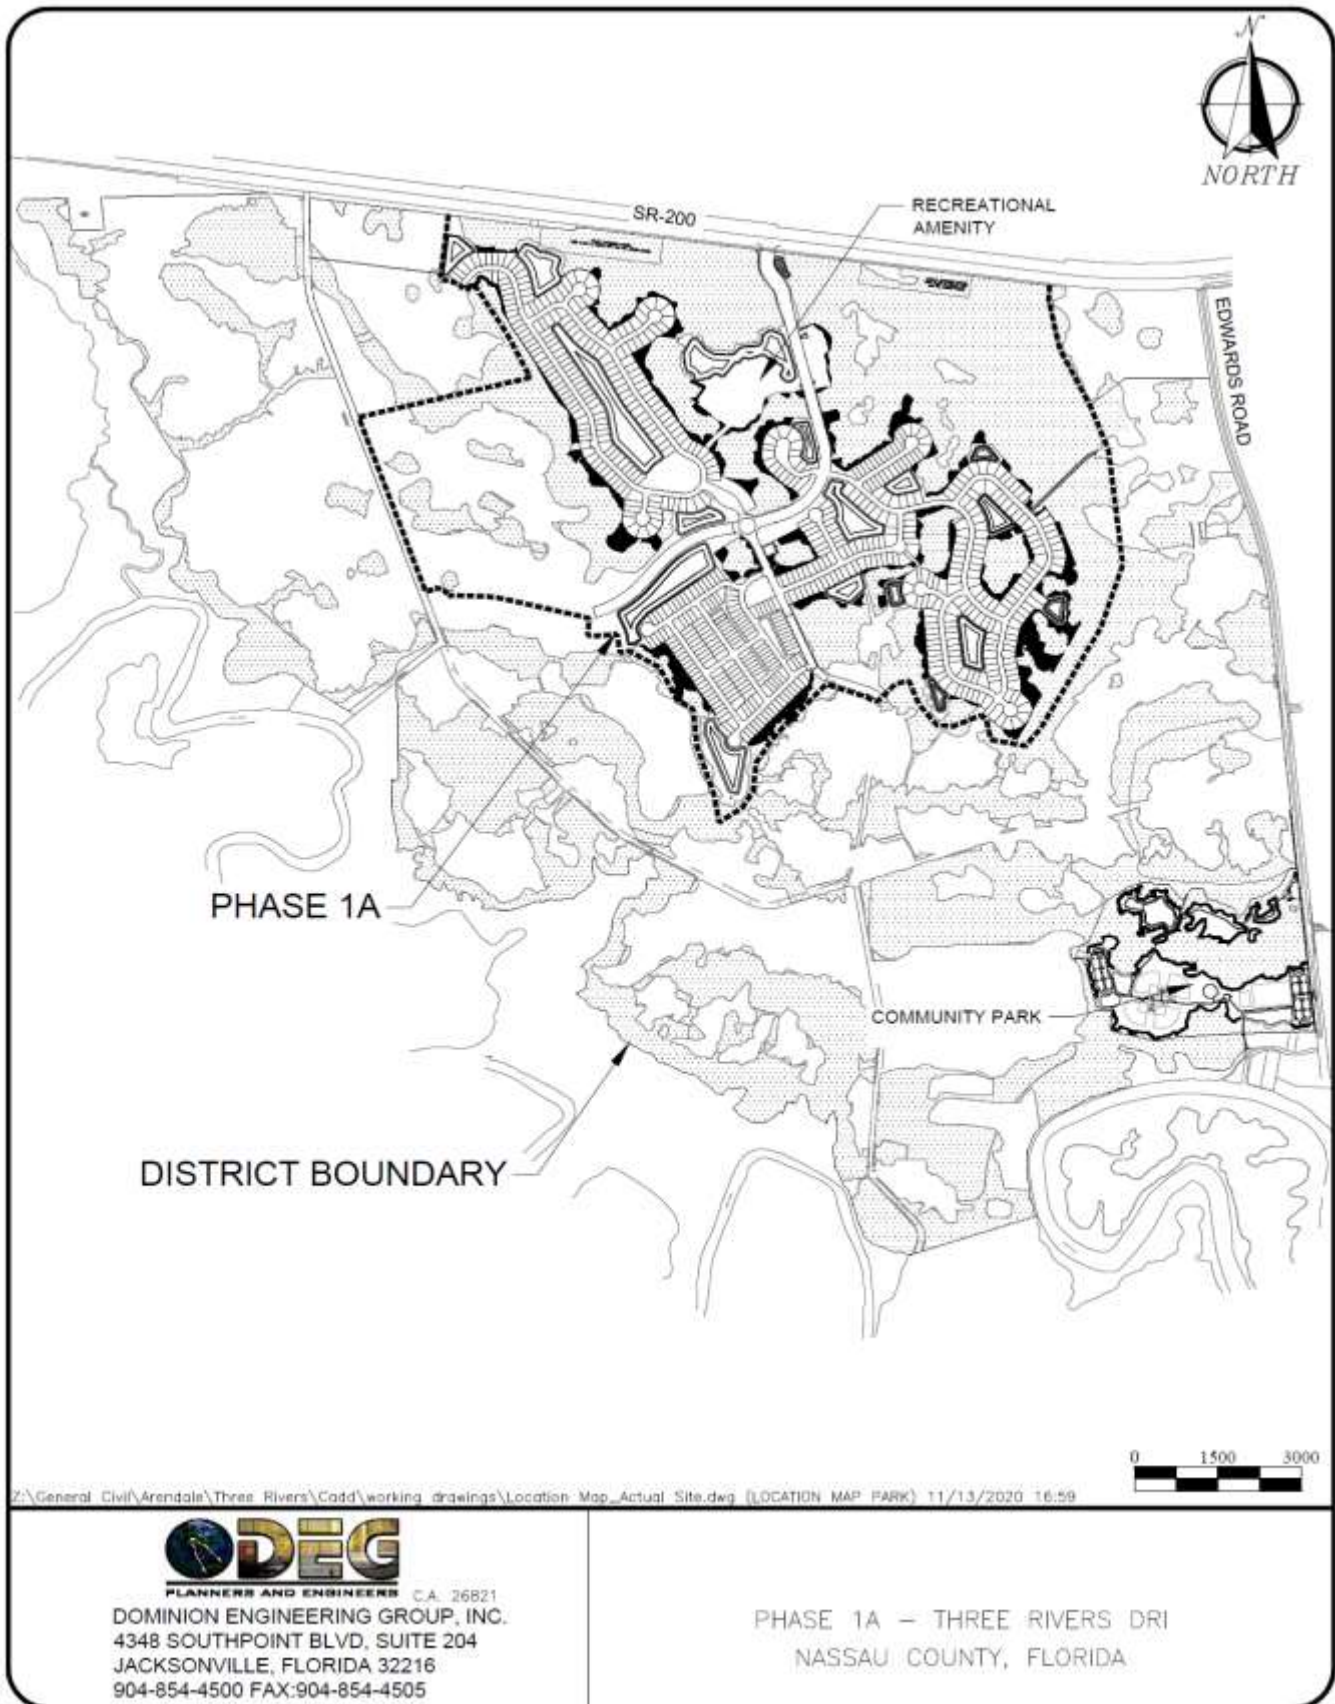 N
NORTH
SR-200
RECREATIONAL
AMENITY
EDWARDS ROAD
PHASE 1A
COMMUNITY PARK
DISTRICT BOUNDARY
0 1500 3000
Z:\General Civil\Arendale\Three Rivers\Cadd\working drawings\Location Map_Actual Site.dwg (LOCATION MAP PARK) 11/13/2020 16:59
DEG
PLANNERS AND ENGINEERS C.A. 26821
DOMINION ENGINEERING GROUP, INC.
4348 SOUTHPOINT BLVD, SUITE 204
JACKSONVILLE, FLORIDA 32216
904-854-4500 FAX:904-854-4505
PHASE 1A – THREE RIVERS DRI
NASSAU COUNTY, FLORIDA